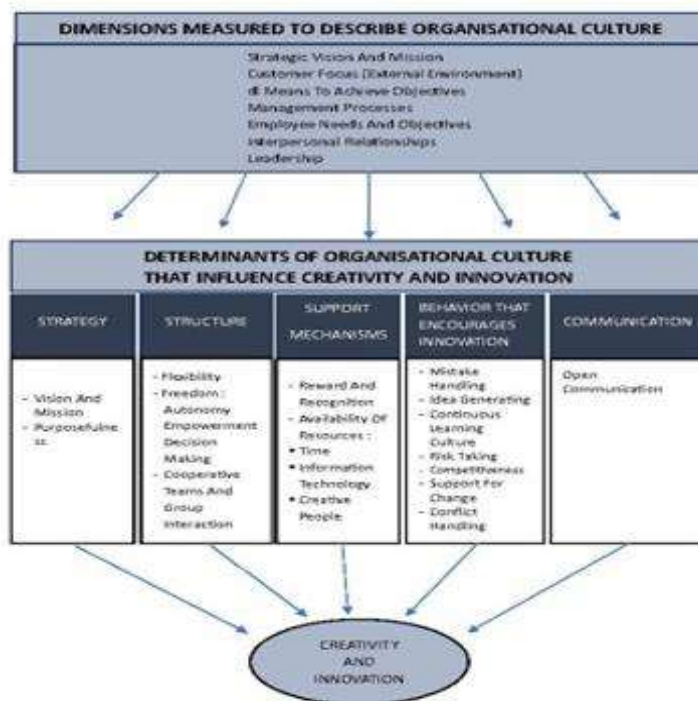 DIMENSIONS MEASURED TO DESCRIBE ORGANISATIONAL CULTURE
Strategic Vision And Mission
Customer Focus (External Environment)
dl Means To Achieve Objectives
Management Processes
Employee Needs And Objectives
Interpersonal Relationships
Leadership
DETERMINANTS OF ORGANISATIONAL CULTURE
THAT INFLUENCE CREATIVITY AND INNOVATION
STRATEGY
- Vision And
Mission
- Purposefulne
ss
STRUCTURE
- Flexibility
- Freedom :
Autonomy
Empowerment
Decision
Making
- Cooperative
Teams And
Group
Interaction
SUPPORT
MECHANISMS
- Reward And
Recognition
- Availability Of
Resources :
• Time
• Information
Technology
• Creative
People
BEHAVIOR THAT
ENCOURAGES
INNOVATION
- Mistake
Handling
- Idea Generating
- Continuous
Learning
Culture
- Risk Taking
- Competitiveness
- Support For
Change
- Conflict
Handling
COMMUNICATION
Open
Communication
CREATIVITY
AND
INNOVATION